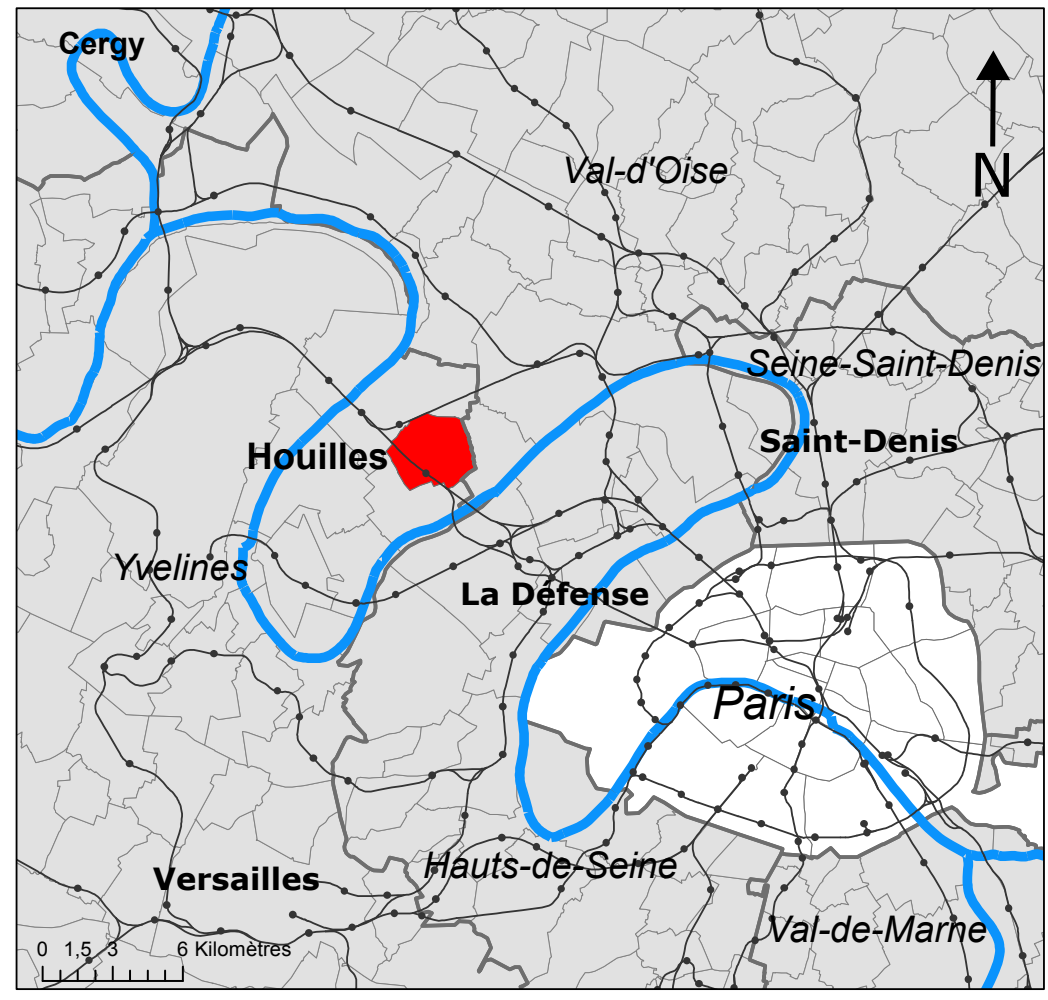 Cergy
Val-d'Oise
N
Seine-Saint-Denis
Saint-Denis
Houilles
Yvelines
La Défense
Paris
Hauts-de-Seine
Versailles
Val-de-Marne
0 1,5 3 6 Kilomètres